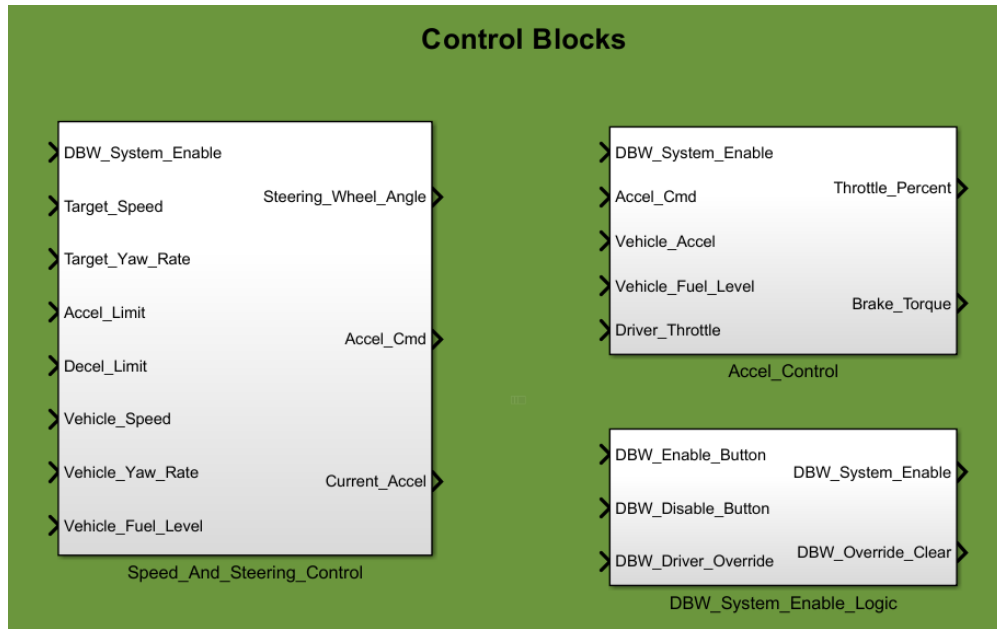 Control Blocks
DBW_System_Enable
Target_Speed
Target_Yaw_Rate
Accel_Limit
Decel_Limit
Vehicle_Speed
Vehicle_Yaw_Rate
Vehicle_Fuel_Level
Steering_Wheel_Angle
Accel_Cmd
Current_Accel
Speed_And_Steering_Control
DBW_System_Enable
Accel_Cmd
Vehicle_Accel
Vehicle_Fuel_Level
Driver_Throttle
Throttle_Percent
Brake_Torque
Accel_Control
DBW_Enable_Button
DBW_Disable_Button
DBW_Driver_Override
DBW_System_Enable
DBW_Override_Clear
DBW_System_Enable_Logic